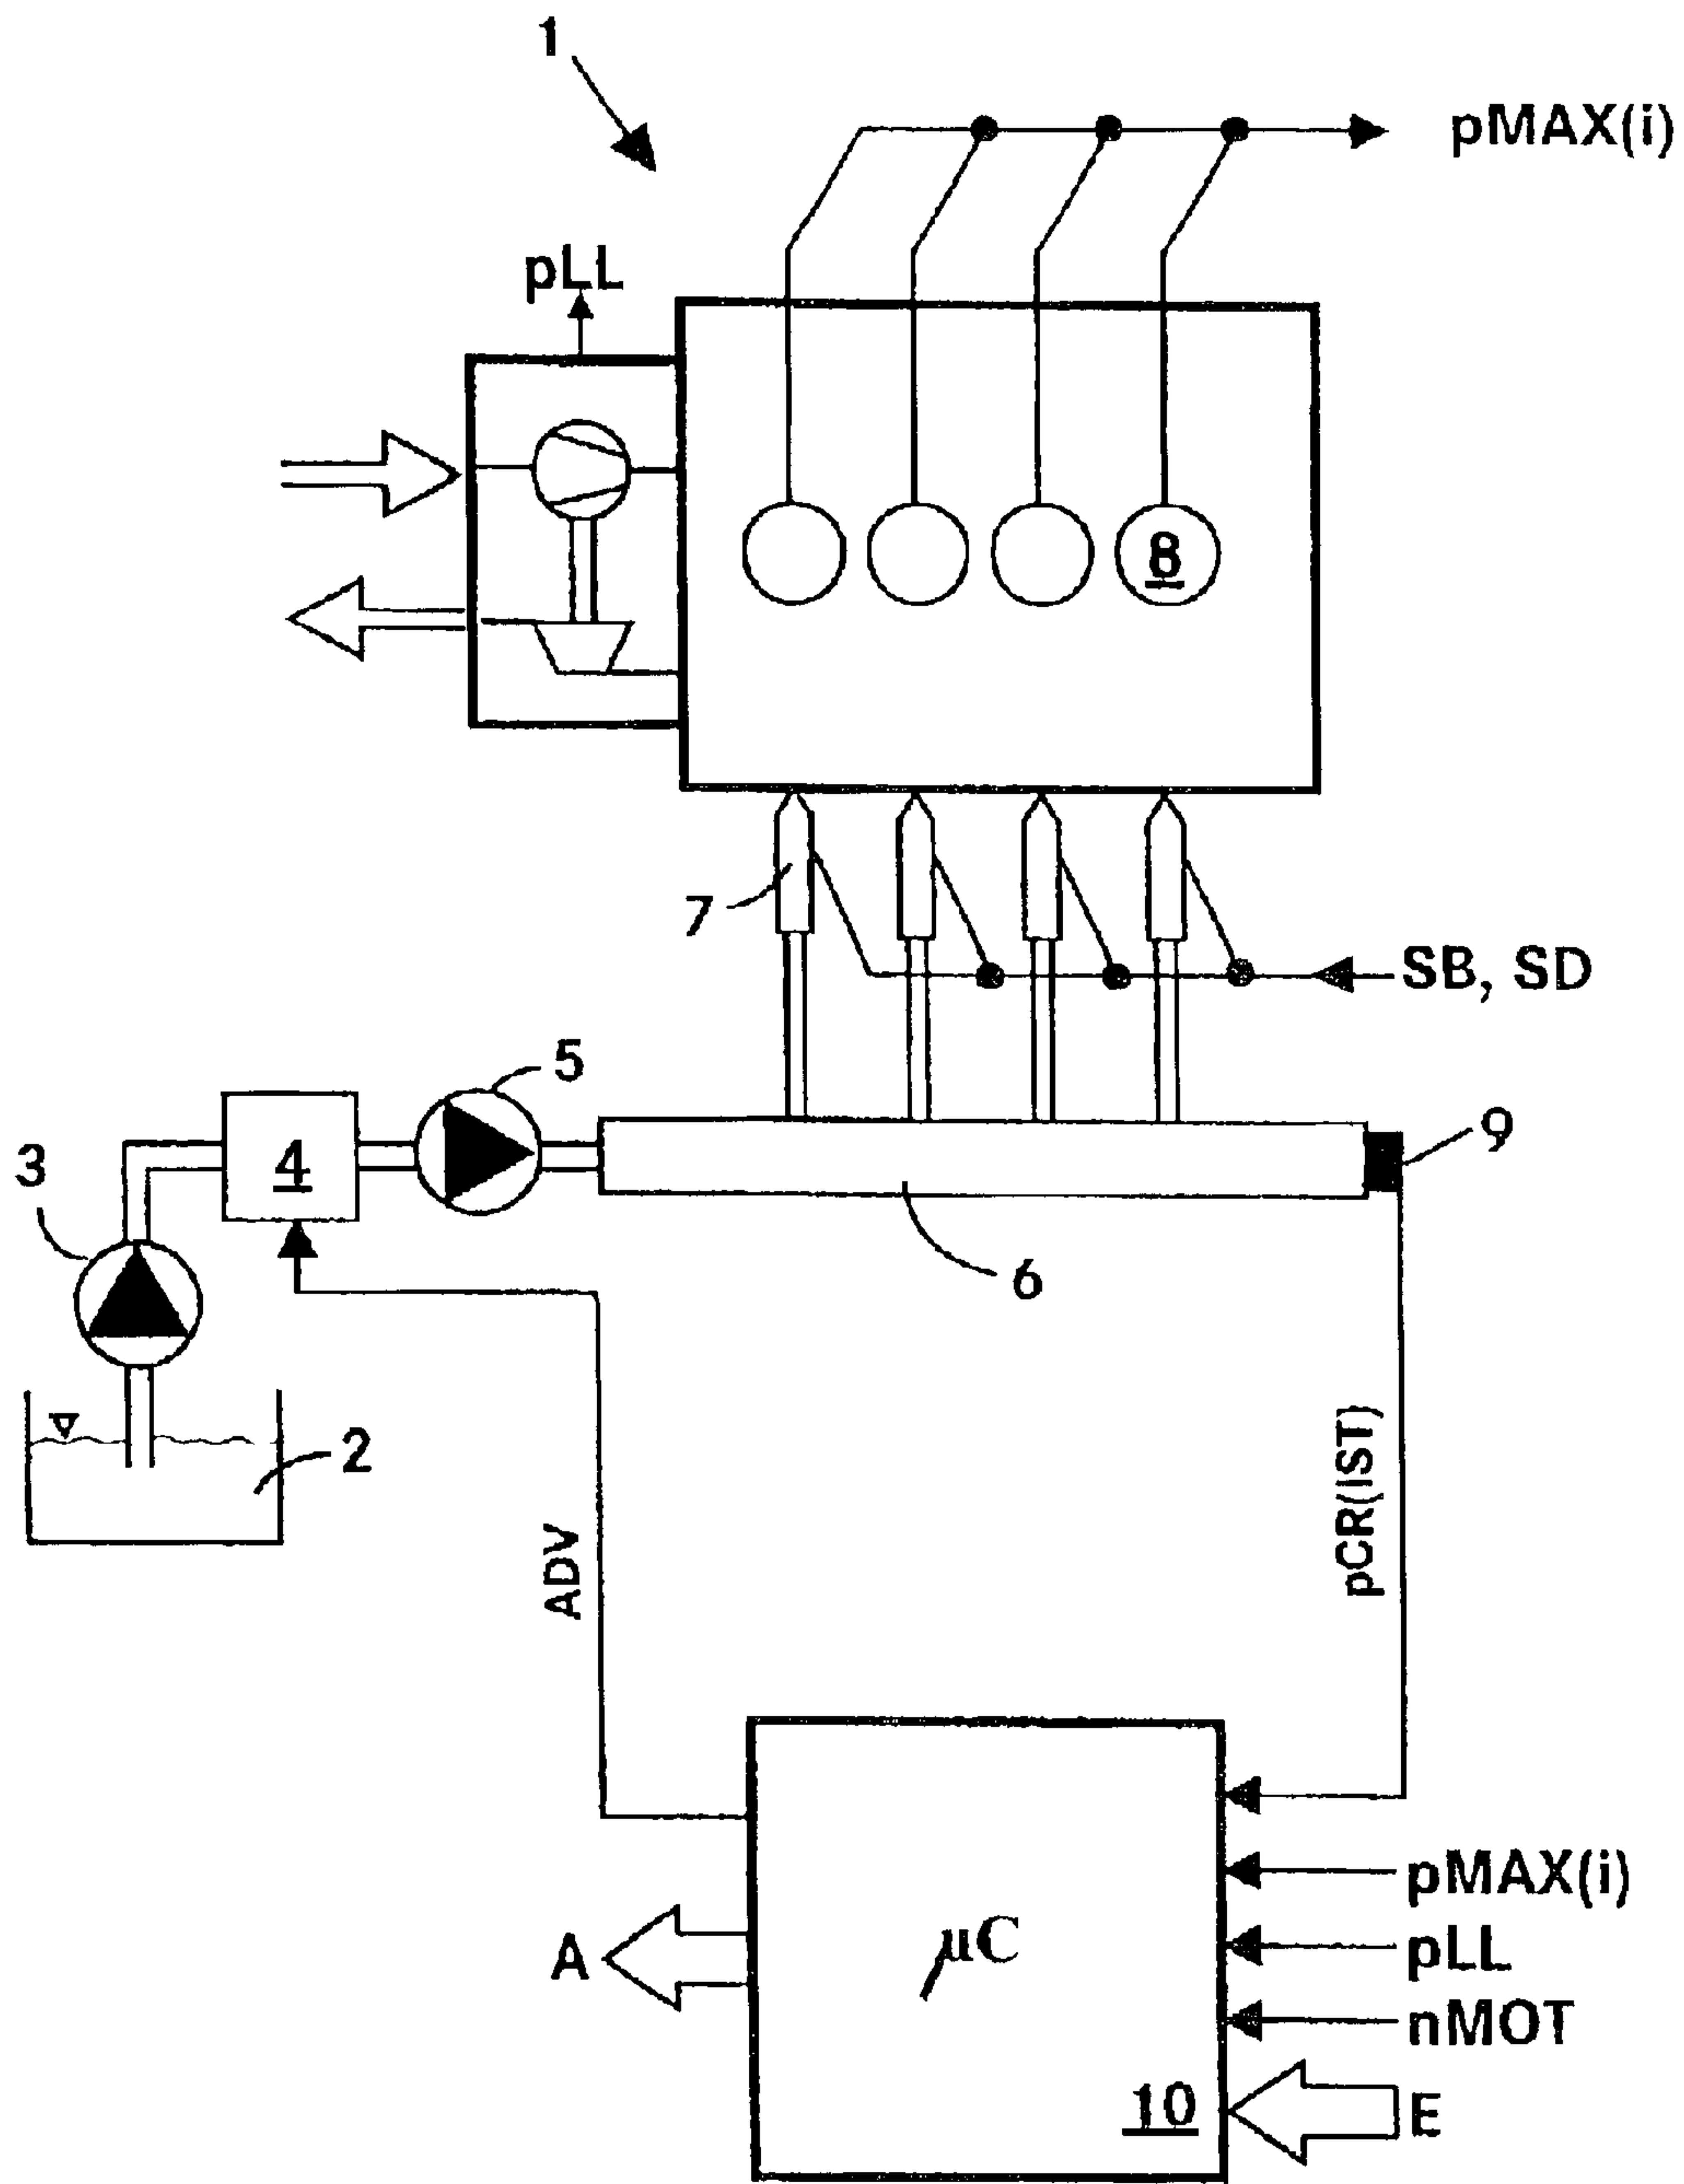 1
pMAX(i)
pLL
8
7
SB, SD
5
3
4
9
6
2
pCR(IST)
ADV
pMAX(i)
A
µC
pLL
nMOT
10
E